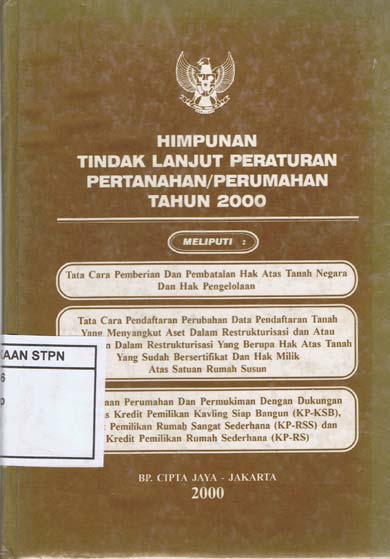 HIMPUNAN
TINDAK LANJUT PERATURAN
PERTANAHAN/PERUMAHAN
TAHUN 2000
MELIPUTI :
Tata Cara Pemberian Dan Pembatalan Hak Atas Tanah Negara
Dan Hak Pengelolaan
Tata Cara Pendaftaran Perubahan Data Pendaftaran Tanah
Yang Menyangkut Aset Dalam Restrukturisasi dan Atau
Dalam Restrukturisasi Yang Berupa Hak Atas Tanah
Yang Sudah Bersertifikat Dan Hak Milik
Atas Satuan Rumah Susun
KAAN STPN
6
p
Perumahan Dan Permukiman Dengan Dukungan
Kredit Pemilikan Kavling Siap Bangun (KP-KSB),
Pemilikan Rumah Sangat Sederhana (KP-RSS) dan
Kredit Pemilikan Rumah Sederhana (KP-RS)
BP. CIPTA JAYA - JAKARTA
2000